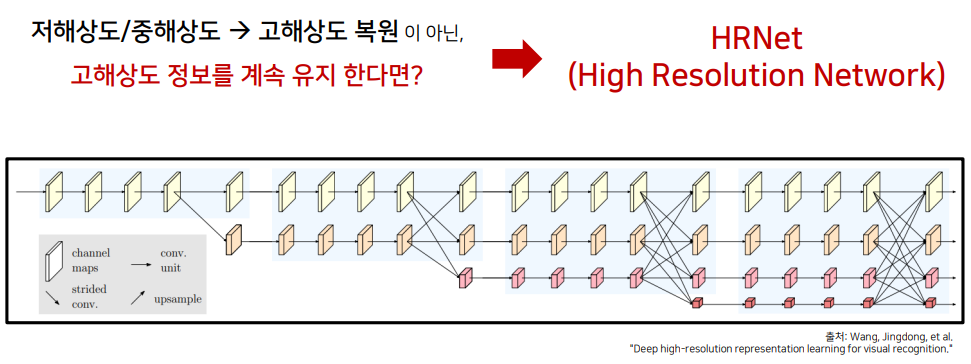 저해상도/중해상도 → 고해상도 복원 이 아닌,
고해상도 정보를 계속 유지 한다면?
HRNet
(High Resolution Network)
channel
maps
conv.
unit
strided
conv.
upsample
출처: Wang, Jingdong, et al.
"Deep high-resolution representation learning for visual recognition."